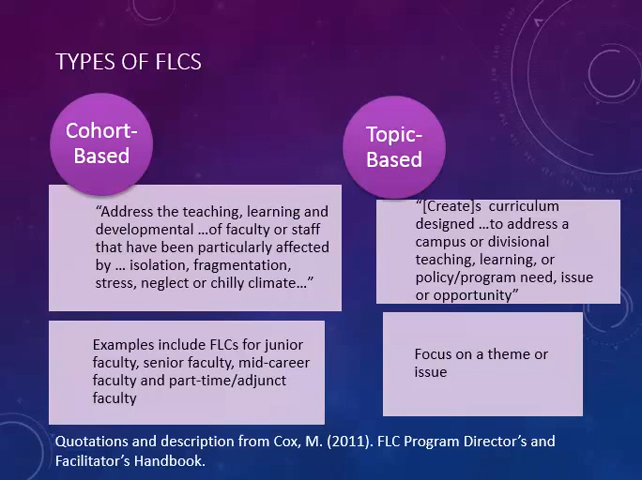 TYPES OF FLCS
Cohort-
Based
"Address the teaching, learning and
developmental …of faculty or staff
that have been particularly affected
by … isolation, fragmentation,
stress, neglect or chilly climate…"
Examples include FLCs for junior
faculty, senior faculty, mid-career
faculty and part-time/adjunct
faculty
Topic-
Based
"[Create]s  curriculum
designed …to address a
campus or divisional
teaching, learning, or
policy/program need, issue
or opportunity"
Focus on a theme or
issue
Quotations and description from Cox, M. (2011). FLC Program Director's and
Facilitator's Handbook.